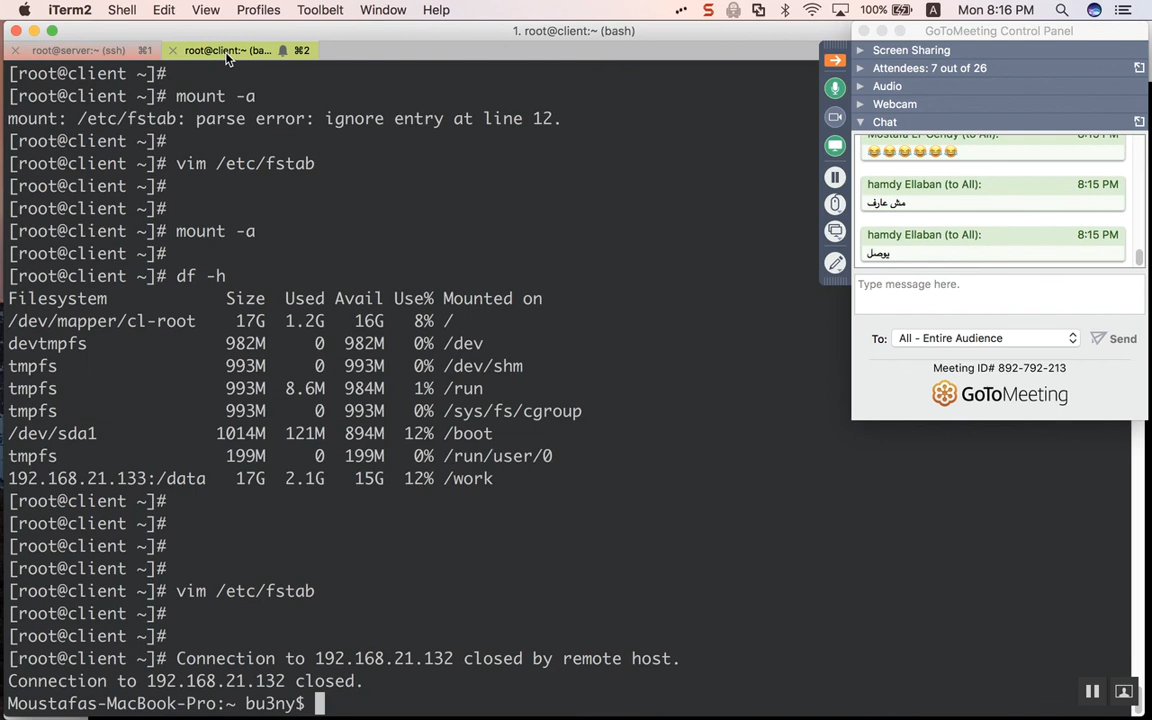 iTerm2 Shell Edit View Profiles Toolbelt Window Help
100% A Mon 8:16 PM
1. root@client:~ (bash)
root@server:~ (ssh) ⌘1
root@client:~ (ba... ⌘2
[root@client ~]#
[root@client ~]# mount -a
mount: /etc/fstab: parse error: ignore entry at line 12.
[root@client ~]#
[root@client ~]# vim /etc/fstab
[root@client ~]#
[root@client ~]#
[root@client ~]# mount -a
[root@client ~]#
[root@client ~]# df -h
Filesystem Size Used Avail Use% Mounted on
/dev/mapper/cl-root 17G 1.2G 16G 8% /
devtmpfs 982M 0 982M 0% /dev
tmpfs 993M 0 993M 0% /dev/shm
tmpfs 993M 8.6M 984M 1% /run
tmpfs 993M 0 993M 0% /sys/fs/cgroup
/dev/sda1 1014M 121M 894M 12% /boot
tmpfs 199M 0 199M 0% /run/user/0
192.168.21.133:/data 17G 2.1G 15G 12% /work
[root@client ~]#
[root@client ~]#
[root@client ~]#
[root@client ~]#
[root@client ~]# vim /etc/fstab
[root@client ~]#
[root@client ~]#
[root@client ~]# Connection to 192.168.21.132 closed by remote host.
Connection to 192.168.21.132 closed.
Moustafas-MacBook-Pro:~ bu3ny$
GoToMeeting Control Panel
Screen Sharing
Attendees: 7 out of 26
Audio
Webcam
Chat
Mostafa El-Gendy (to All): 8:15 PM
😂😂😂😂😂😂
hamdy Ellaban (to All): 8:15 PM
مش عارف
hamdy Ellaban (to All): 8:15 PM
يوصل
Type message here.
To: All - Entire Audience Send
Meeting ID# 892-792-213
GoToMeeting